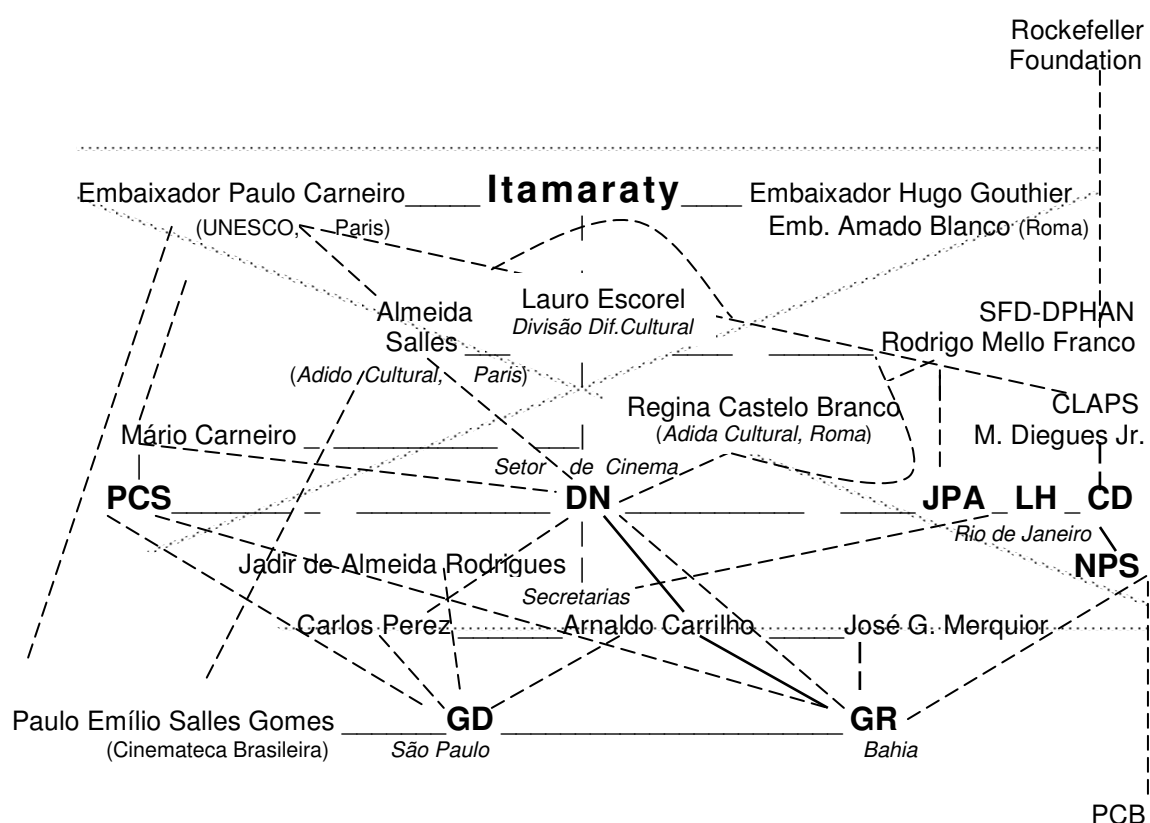 Rockefeller
Foundation
Embaixador Paulo Carneiro_____ Itamaraty____ Embaixador Hugo Gouthier
(UNESCO, Paris)
Emb. Amado Blanco (Roma)
Almeida
Salles
(Adido Cultural, Paris)
Lauro Escorel
Divisão Dif.Cultural
SFD-DPHAN
Rodrigo Mello Franco
Regina Castelo Branco
(Adida Cultural, Roma)
CLAPS
M. Diegues Jr.
Mário Carneiro
Setor de Cinema
PCS DN JPA _ LH _ CD
Rio de Janeiro
NPS
Jadir de Almeida Rodrigues
Secretarias
Carlos Perez Arnaldo Carrilho José G. Merquior
Paulo Emílio Salles Gomes GD GR
(Cinemateca Brasileira) São Paulo Bahia
PCB